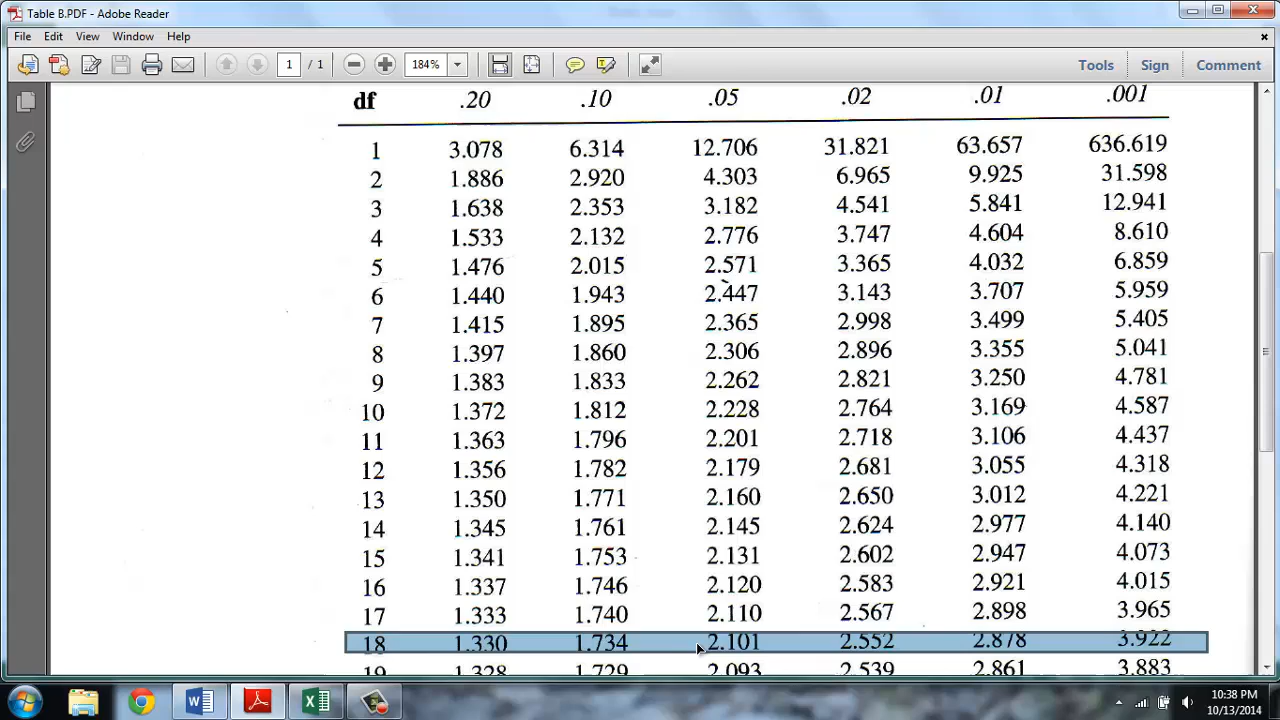 Table B.PDF - Adobe Reader
File Edit View Window Help
1 / 1 184% Tools Sign Comment
df .20 .10 .05 .02 .01 .001
1 3.078 6.314 12.706 31.821 63.657 636.619
2 1.886 2.920 4.303 6.965 9.925 31.598
3 1.638 2.353 3.182 4.541 5.841 12.941
4 1.533 2.132 2.776 3.747 4.604 8.610
5 1.476 2.015 2.571 3.365 4.032 6.859
6 1.440 1.943 2.447 3.143 3.707 5.959
7 1.415 1.895 2.365 2.998 3.499 5.405
8 1.397 1.860 2.306 2.896 3.355 5.041
9 1.383 1.833 2.262 2.821 3.250 4.781
10 1.372 1.812 2.228 2.764 3.169 4.587
11 1.363 1.796 2.201 2.718 3.106 4.437
12 1.356 1.782 2.179 2.681 3.055 4.318
13 1.350 1.771 2.160 2.650 3.012 4.221
14 1.345 1.761 2.145 2.624 2.977 4.140
15 1.341 1.753 2.131 2.602 2.947 4.073
16 1.337 1.746 2.120 2.583 2.921 4.015
17 1.333 1.740 2.110 2.567 2.898 3.965
18 1.330 1.734 2.101 2.552 2.878 3.922
19 1.328 1.729 2.093 2.539 2.861 3.883
10:38 PM
10/13/2014